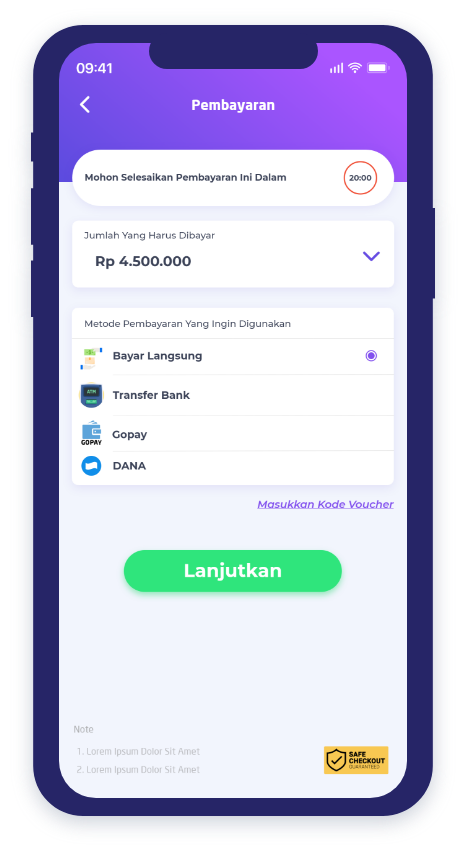 09:41
Pembayaran
Mohon Selesaikan Pembayaran Ini Dalam
20:00
Jumlah Yang Harus Dibayar
Rp 4.500.000
Metode Pembayaran Yang Ingin Digunakan
Bayar Langsung
ATM
Transfer Bank
Gopay
GOPAY
DANA
Masukkan Kode Voucher
Lanjutkan
Note
1. Lorem Ipsum Dolor Sit Amet
2. Lorem Ipsum Dolor Sit Amet
SAFE
CHECKOUT
GUARANTEED